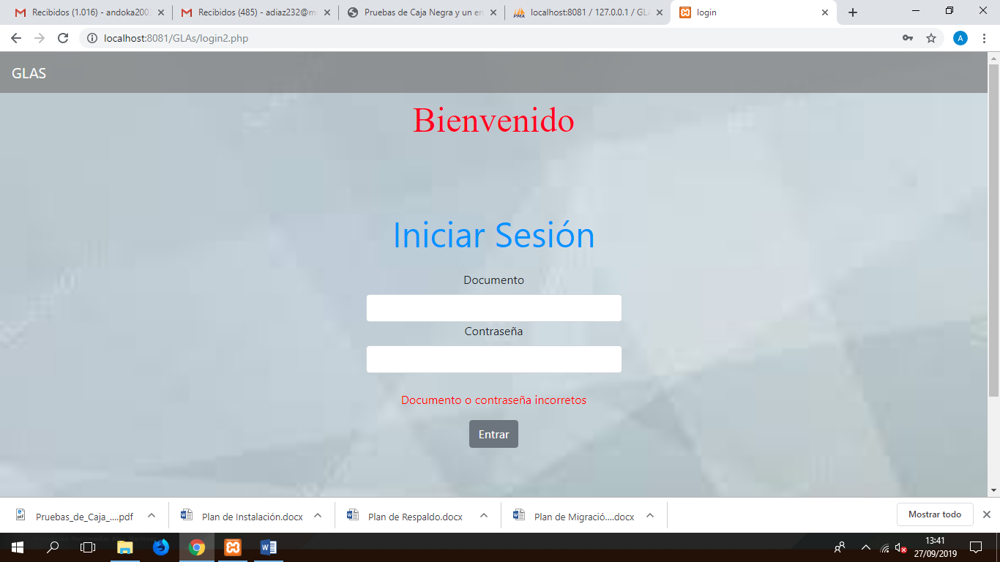 Recibidos (1.016) - andoka200
Recibidos (485) - adiaz232@m
Pruebas de Caja Negra y un en
localhost:8081 / 127.0.0.1 / GL
login
localhost:8081/GLAs/login2.php
A
GLAS
Bienvenido
Iniciar Sesión
Documento
Contraseña
Documento o contraseña incorretos
Entrar
Pruebas_de_Caja_....pdf
Plan de Instalación.docx
Plan de Respaldo.docx
Plan de Migració....docx
Mostrar todo
13:41
27/09/2019